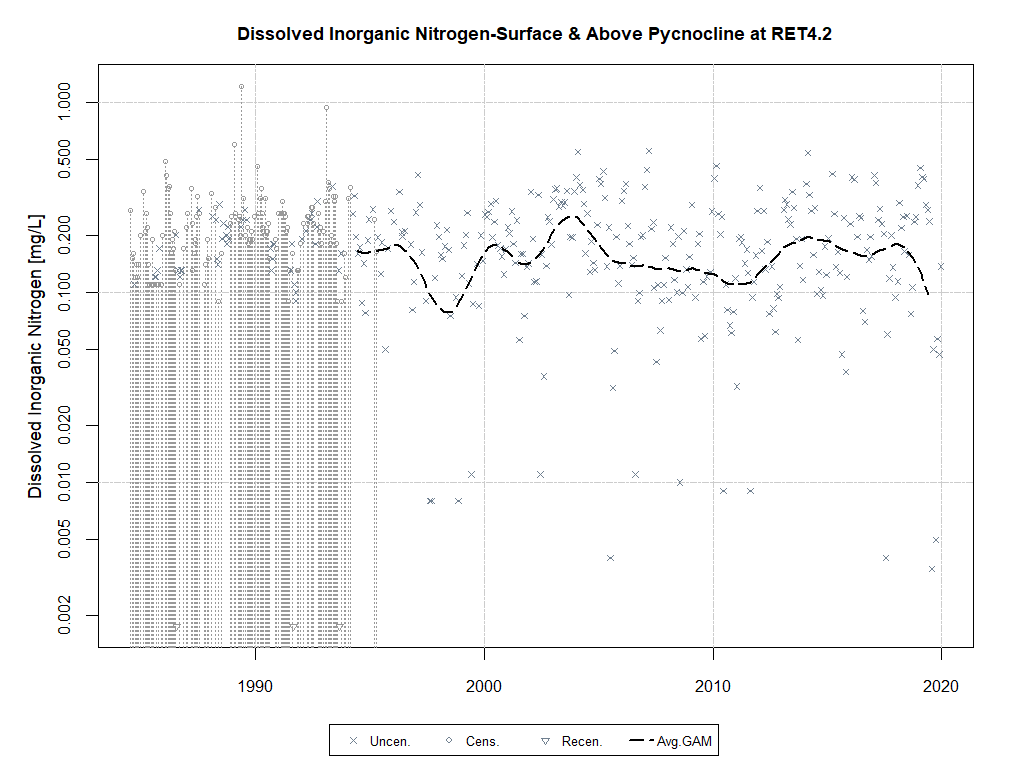 Dissolved Inorganic Nitrogen-Surface & Above Pycnocline at RET4.2
Dissolved Inorganic Nitrogen [mg/L]
1.000
0.500
0.200
0.100
0.050
0.020
0.010
0.005
0.002
1990 2000 2010 2020
Uncen. Cens. Recen. Avg.GAM